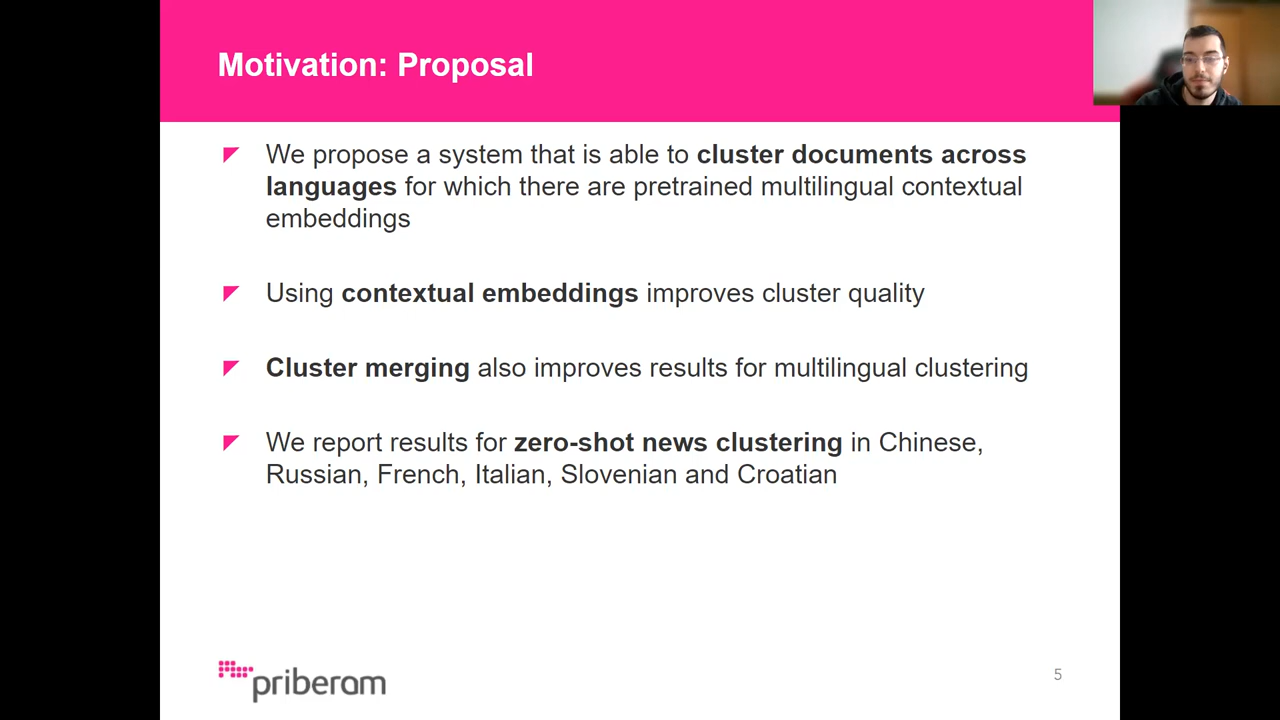 Motivation: Proposal
We propose a system that is able to cluster documents across
languages for which there are pretrained multilingual contextual
embeddings
Using contextual embeddings improves cluster quality
Cluster merging also improves results for multilingual clustering
We report results for zero-shot news clustering in Chinese,
Russian, French, Italian, Slovenian and Croatian
priberam
5